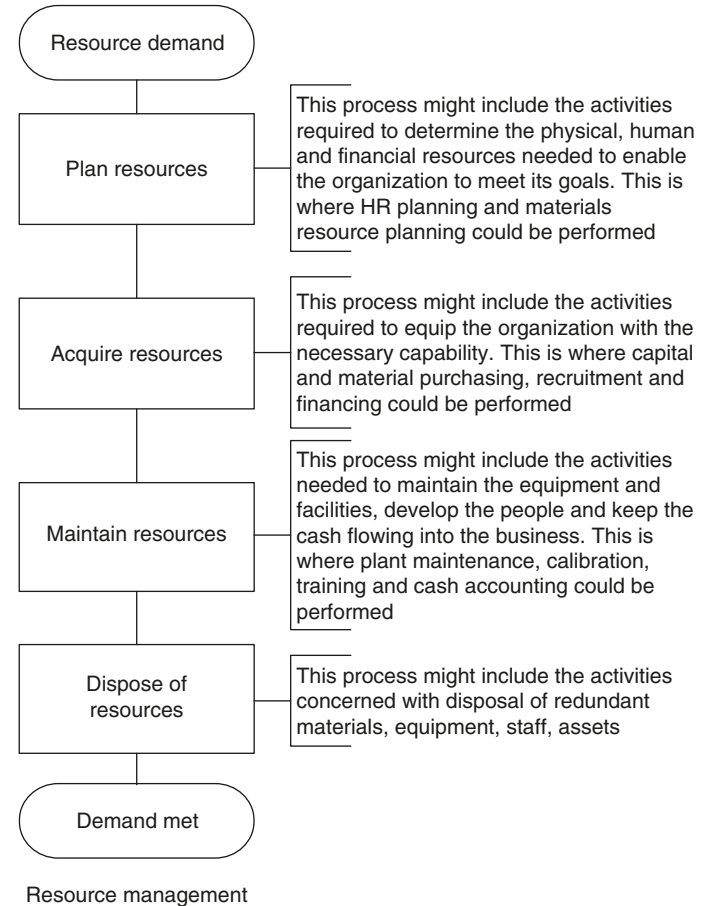 Resource demand
Plan resources
This process might include the activities
required to determine the physical, human
and financial resources needed to enable
the organization to meet its goals. This is
where HR planning and materials
resource planning could be performed
Acquire resources
This process might include the activities
required to equip the organization with the
necessary capability. This is where capital
and material purchasing, recruitment and
financing could be performed
Maintain resources
This process might include the activities
needed to maintain the equipment and
facilities, develop the people and keep the
cash flowing into the business. This is
where plant maintenance, calibration,
training and cash accounting could be
performed
Dispose of
resources
This process might include the activities
concerned with disposal of redundant
materials, equipment, staff, assets
Demand met
Resource management